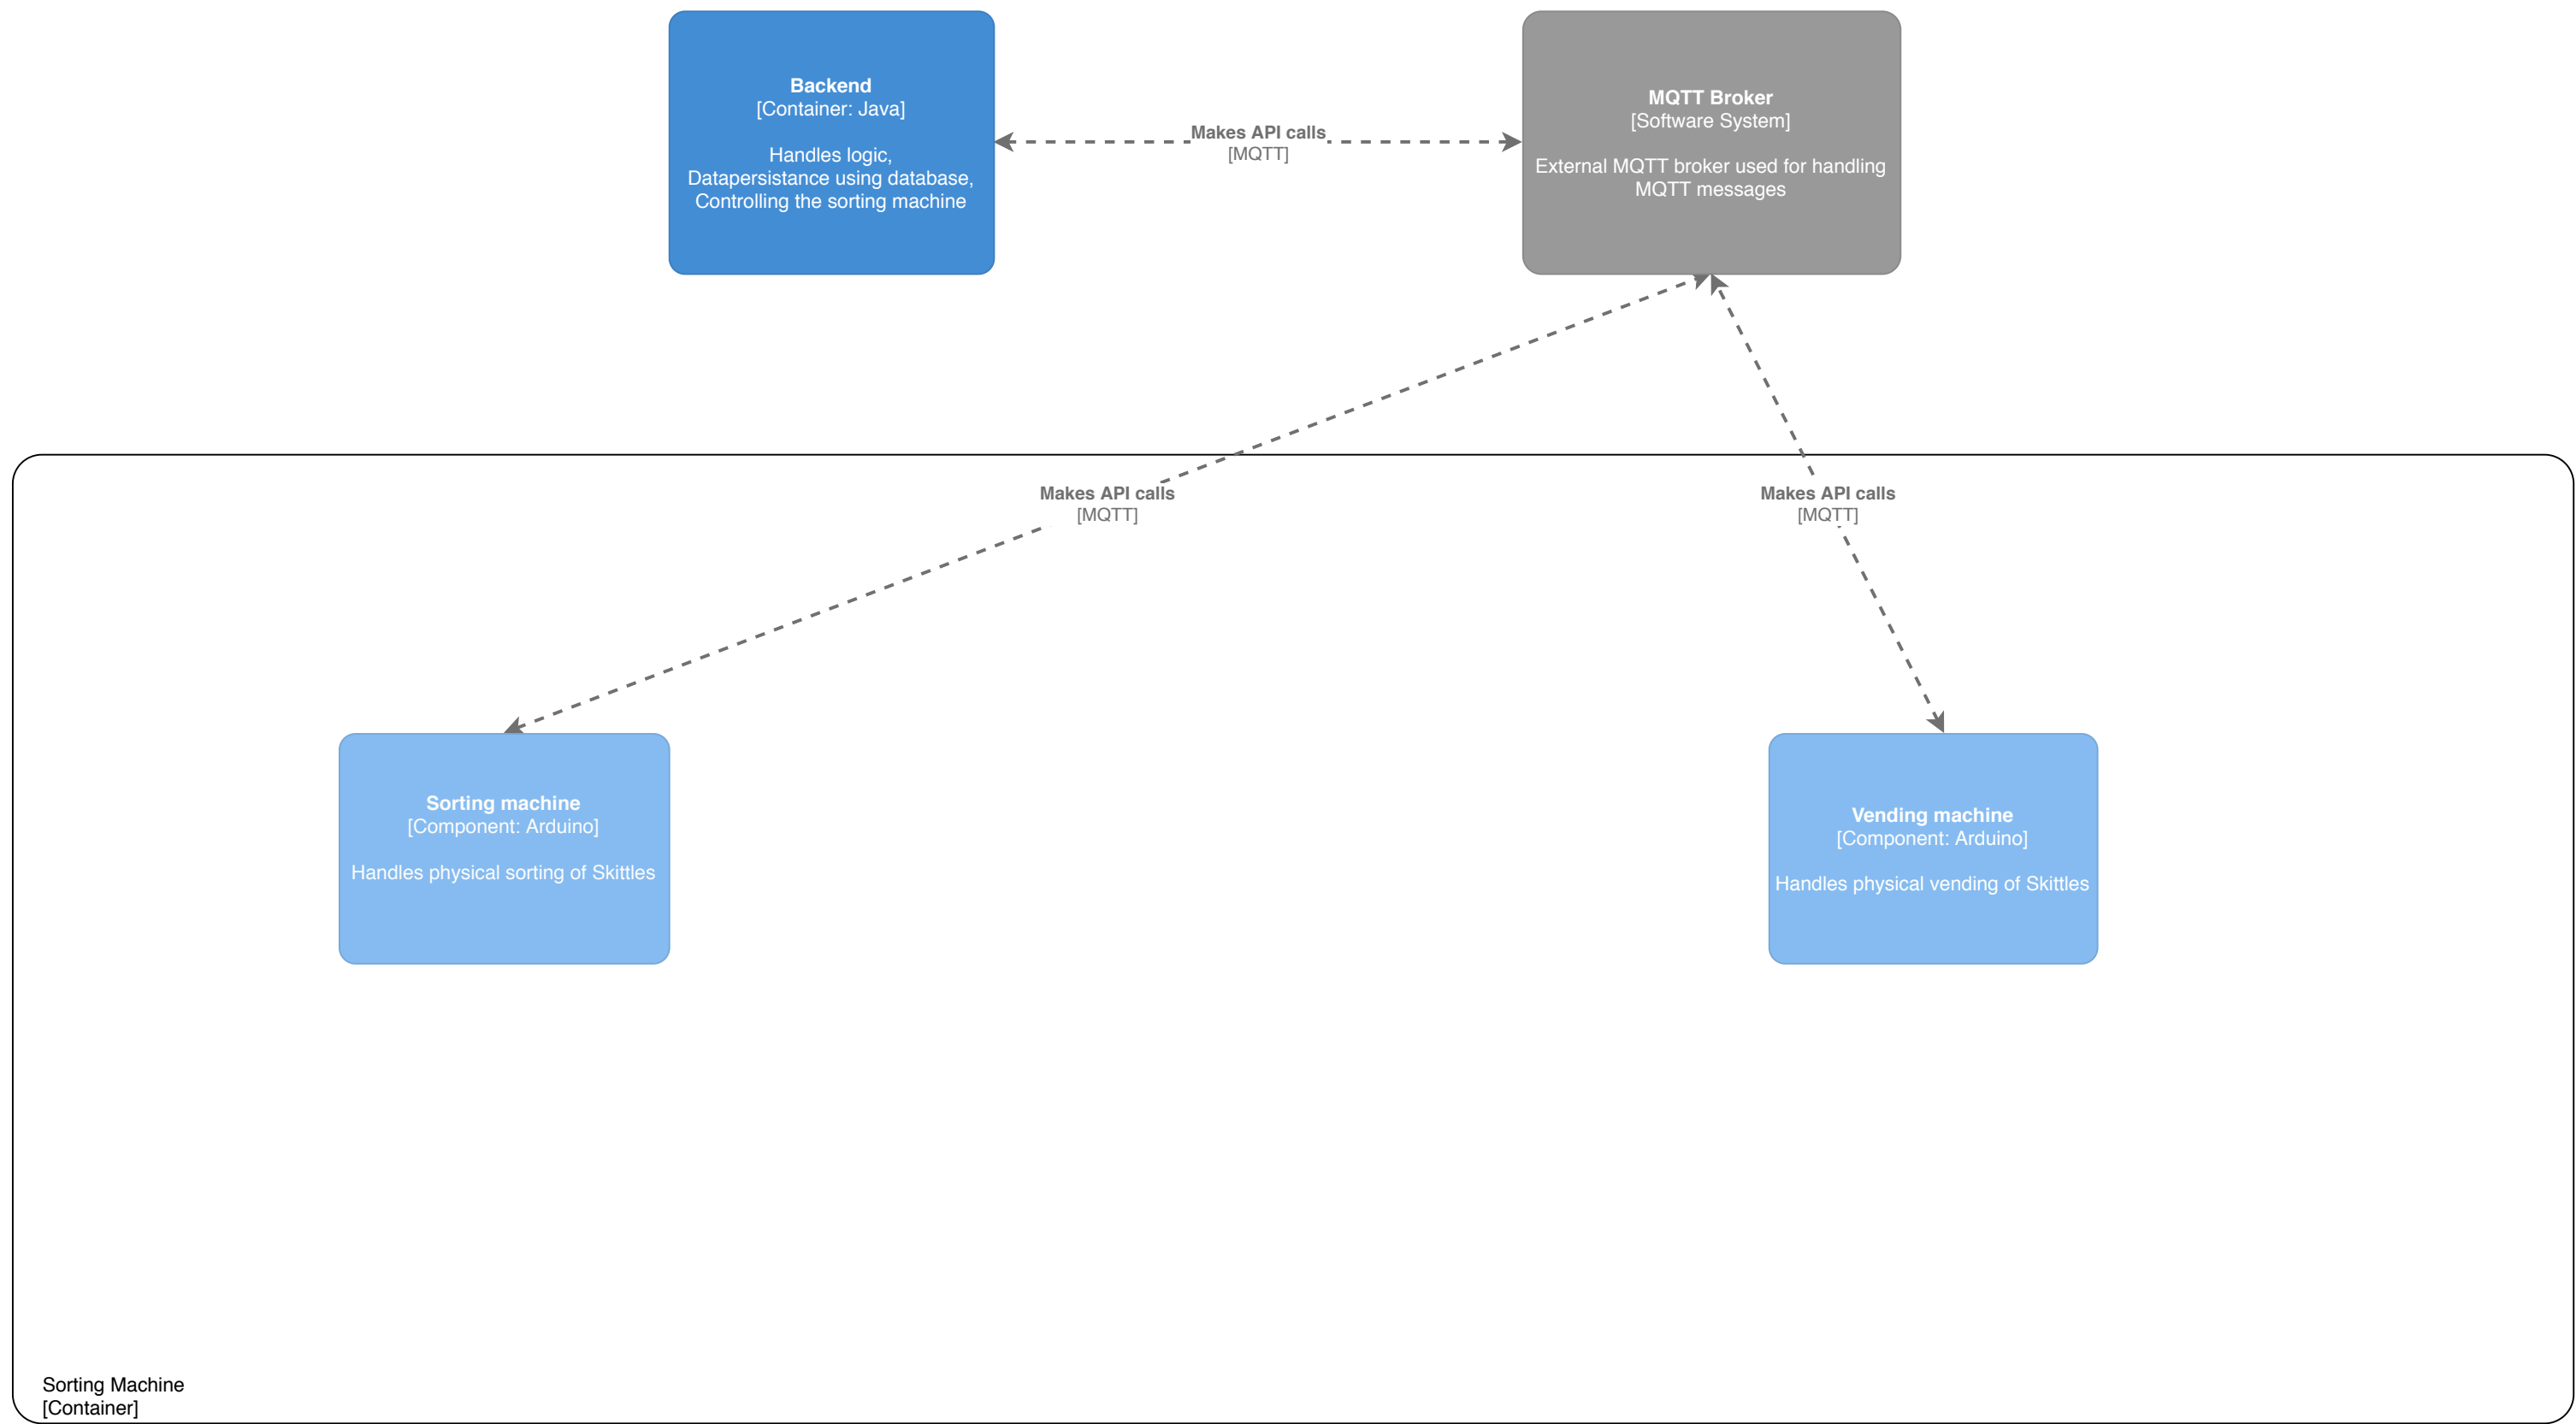 Backend
[Container: Java]
Handles logic,
Datapersistance using database,
Controlling the sorting machine
Makes API calls
[MQTT]
MQTT Broker
[Software System]
External MQTT broker used for handling
MQTT messages
Makes API calls
[MQTT]
Makes API calls
[MQTT]
Sorting machine
[Component: Arduino]
Handles physical sorting of Skittles
Vending machine
[Component: Arduino]
Handles physical vending of Skittles
Sorting Machine
[Container]